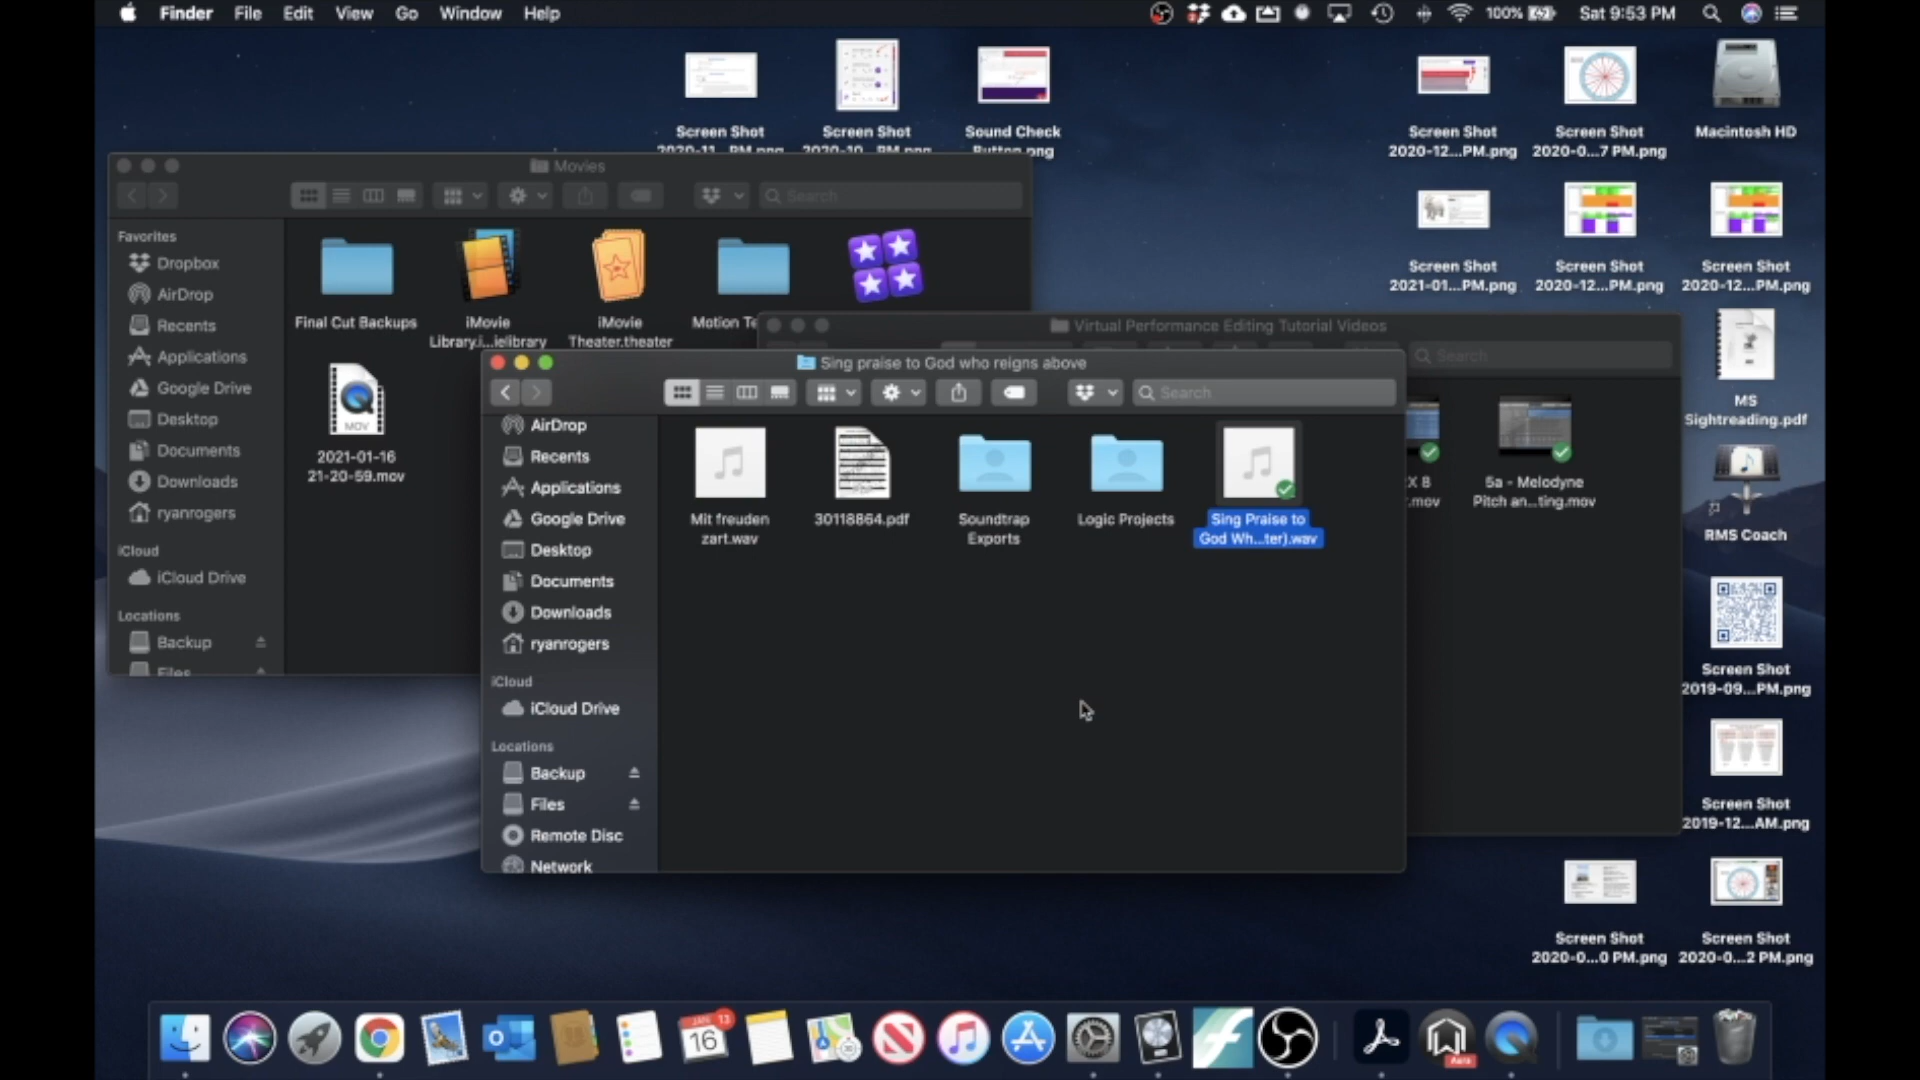 Finder File Edit View Go Window Help
100% Sat 9:53 PM
Screen Shot
2020-11... PM.png
Screen Shot
2020-10... PM.png
Sound Check
Button.png
Screen Shot
2020-12...PM.png
Screen Shot
2020-0...7 PM.png
Macintosh HD
Screen Shot
2021-01...PM.png
Screen Shot
2020-12...PM.png
Screen Shot
2020-12...PM.png
MS
Sightreading.pdf
RMS Coach
Screen Shot
2019-09...PM.png
Screen Shot
2019-12...AM.png
Screen Shot
2020-0...0 PM.png
Screen Shot
2020-0...2 PM.png
Movies
Search
Favorites
Dropbox
AirDrop
Recents
Applications
Google Drive
Desktop
Documents
Downloads
ryanrogers
iCloud
iCloud Drive
Locations
Backup
Files
Final Cut Backups
iMovie
Library.i...ielibrary
iMovie
Theater.theater
Motion Te
2021-01-16
21-20-59.mov
Virtual Performance Editing Tutorial Videos
Search
X 8
.mov
5a - Melodyne
Pitch an...ting.mov
Sing praise to God who reigns above
Search
AirDrop
Recents
Applications
Google Drive
Desktop
Documents
Downloads
ryanrogers
iCloud
iCloud Drive
Locations
Backup
Files
Remote Disc
Network
Mit freuden
zart.wav
30118864.pdf
Soundtrap
Exports
Logic Projects
Sing Praise to
God Wh...ter).wav
MOV
JAN
16
13